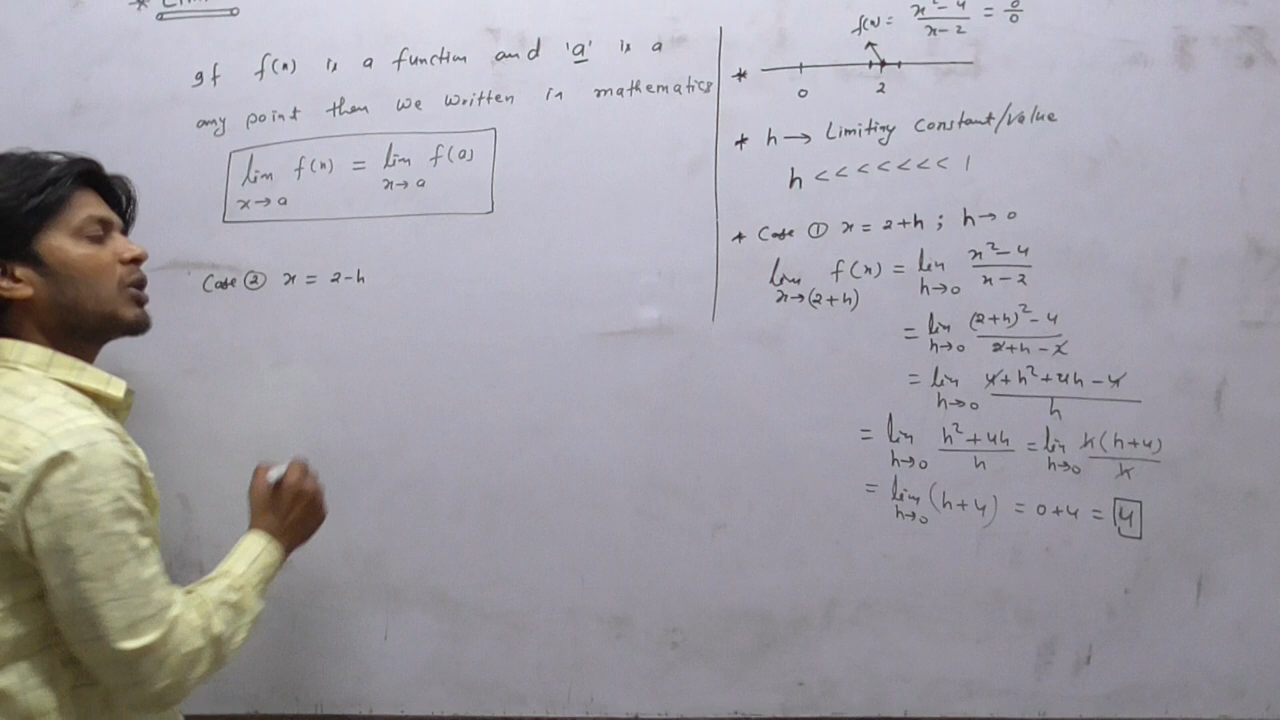 If f(x) is a function and 'a' is a
any point then we written in mathematics
lim x→a f(x) = lim x→a f(a)
Case ② x = 2-h
f(x) = x²-4 / x-2 = 0/0
* 0 2
* h → Limiting Constant/Value
h < < < < < < < 1
* Case ① x = 2+h ; h→0
lim x→(2+h) f(x) = lim h→0 x²-4 / x-2
= lim h→0 (2+h)²-4 / 2+h-2
= lim h→0 4+h²+4h-4 / h
= lim h→0 h²+4h / h = lim h→0 h(h+4) / h
= lim h→0 (h+4) = 0+4 = 4